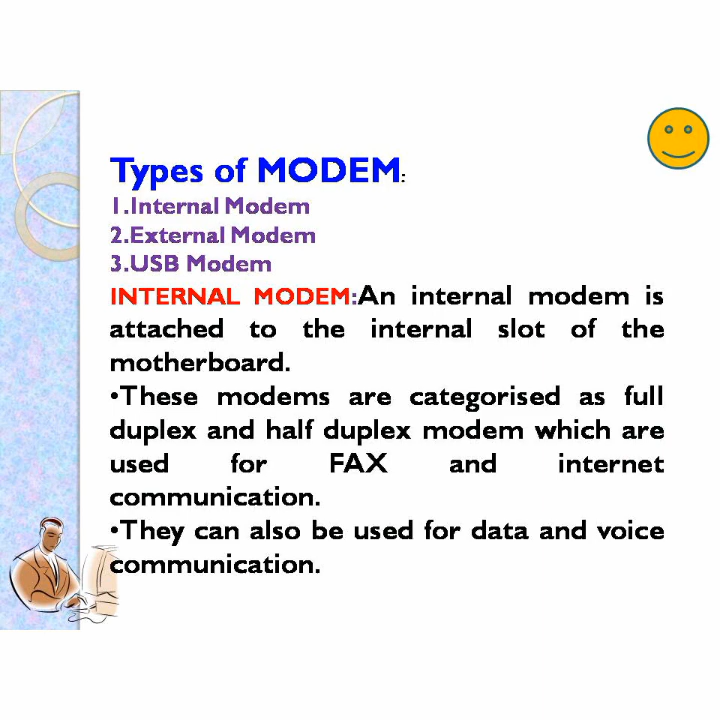 Types of MODEM:
1.Internal Modem
2.External Modem
3.USB Modem
INTERNAL MODEM:An internal modem is
attached to the internal slot of the
motherboard.
•These modems are categorised as full
duplex and half duplex modem which are
used for FAX and internet
communication.
•They can also be used for data and voice
communication.